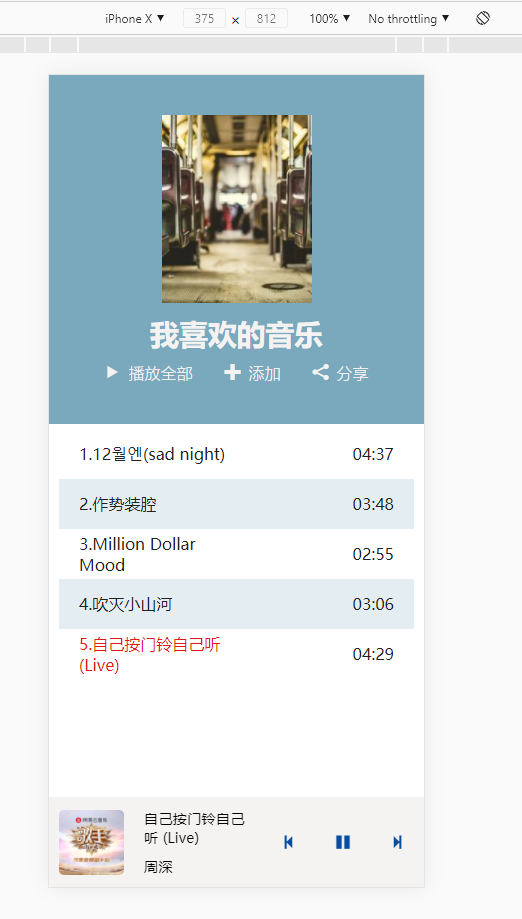 iPhone X ▼ 375 × 812 100% ▼ No throttling ▼
我喜欢的音乐
播放全部 添加 分享
1.12월엔(sad night) 04:37
2.作势装腔 03:48
3.Million Dollar
Mood 02:55
4.吹灭小山河 03:06
5.自己按门铃自己听
(Live) 04:29
歌手
自己按门铃自己
听 (Live)
周深